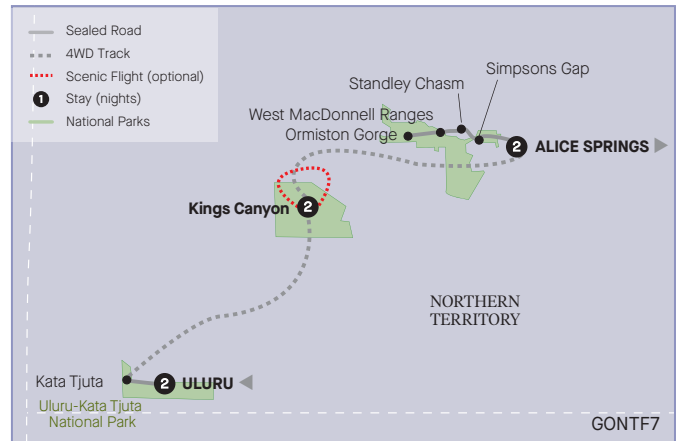 Sealed Road
4WD Track
Scenic Flight (optional)
1 Stay (nights)
National Parks
Simpsons Gap
Standley Chasm
West MacDonnell Ranges
Ormiston Gorge
2 ALICE SPRINGS
Kings Canyon 2
NORTHERN
TERRITORY
Kata Tjuta 2 ULURU
Uluru-Kata Tjuta
National Park
GONTF7